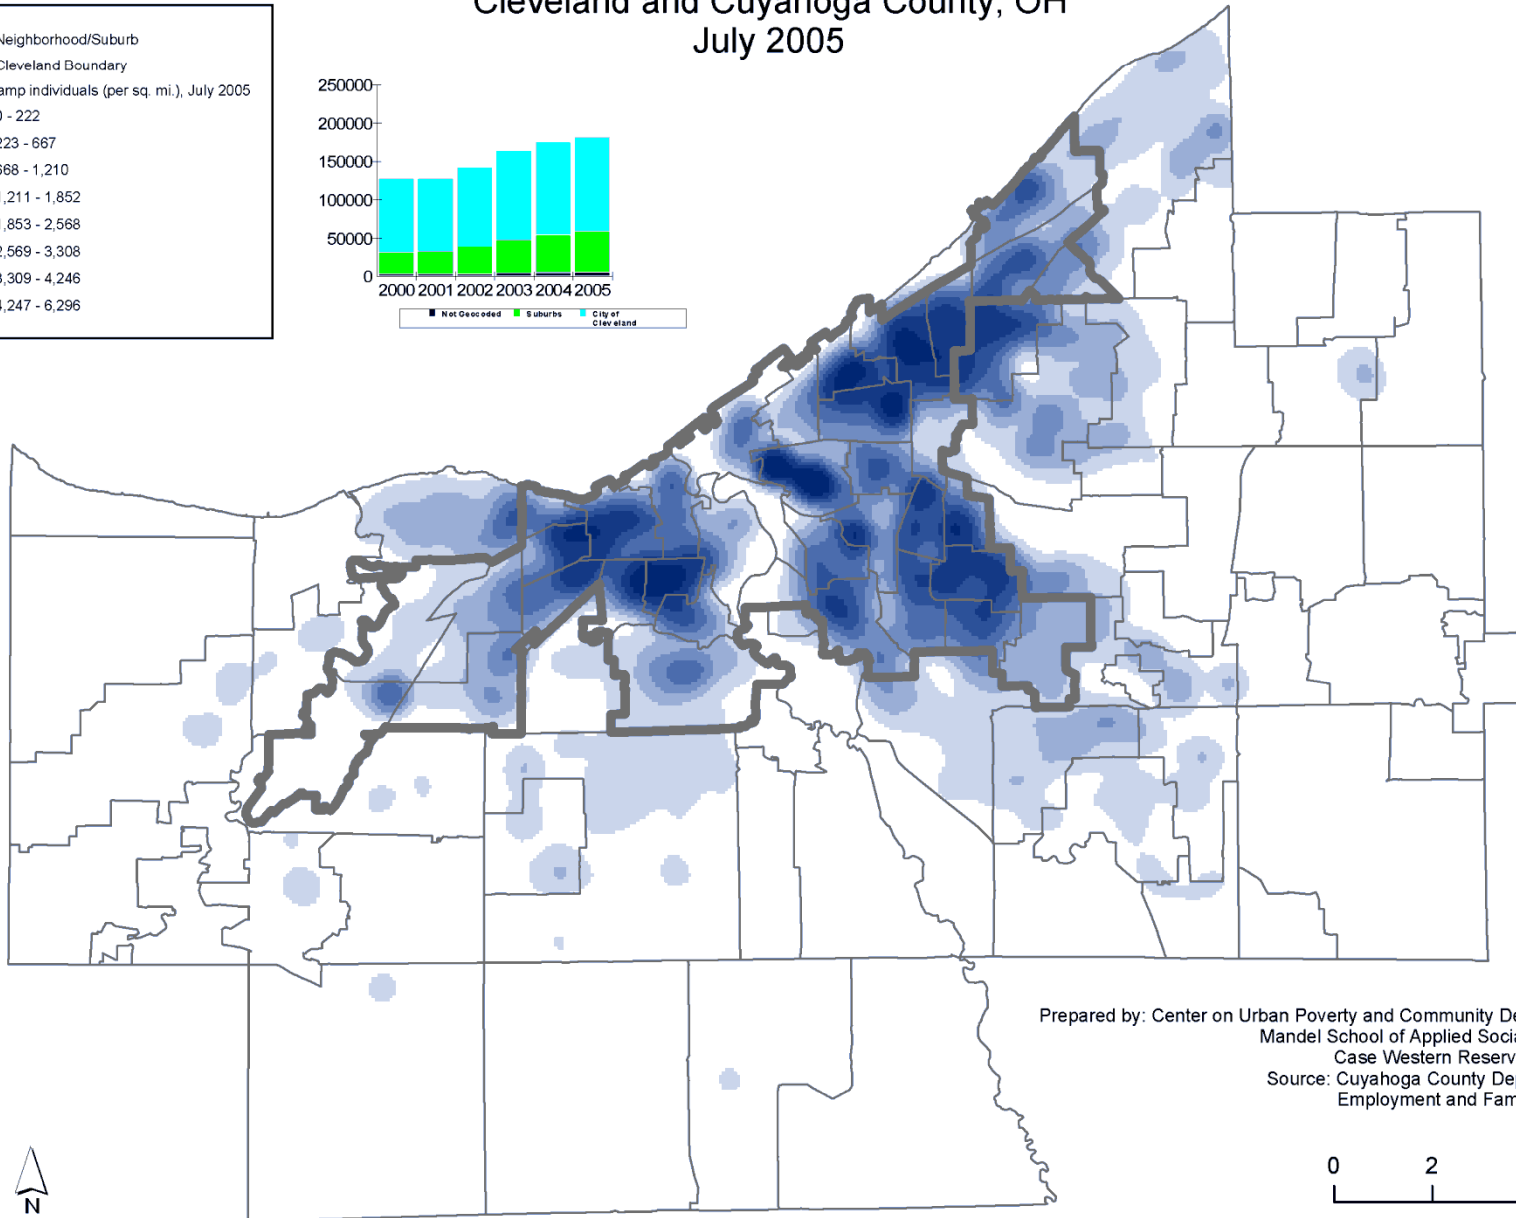 Cleveland and Cuyahoga County, OH
July 2005
Neighborhood/Suburb
Cleveland Boundary
amp individuals (per sq. mi.), July 2005
0 - 222
223 - 667
668 - 1,210
1,211 - 1,852
1,853 - 2,568
2,569 - 3,308
3,309 - 4,246
4,247 - 6,296
250000
200000
150000
100000
50000
0
2000 2001 2002 2003 2004 2005
Not Geocoded Suburbs City of
Cleveland
Prepared by: Center on Urban Poverty and Community De
Mandel School of Applied Socia
Case Western Reserv
Source: Cuyahoga County De
Employment and Fam
0 2
N